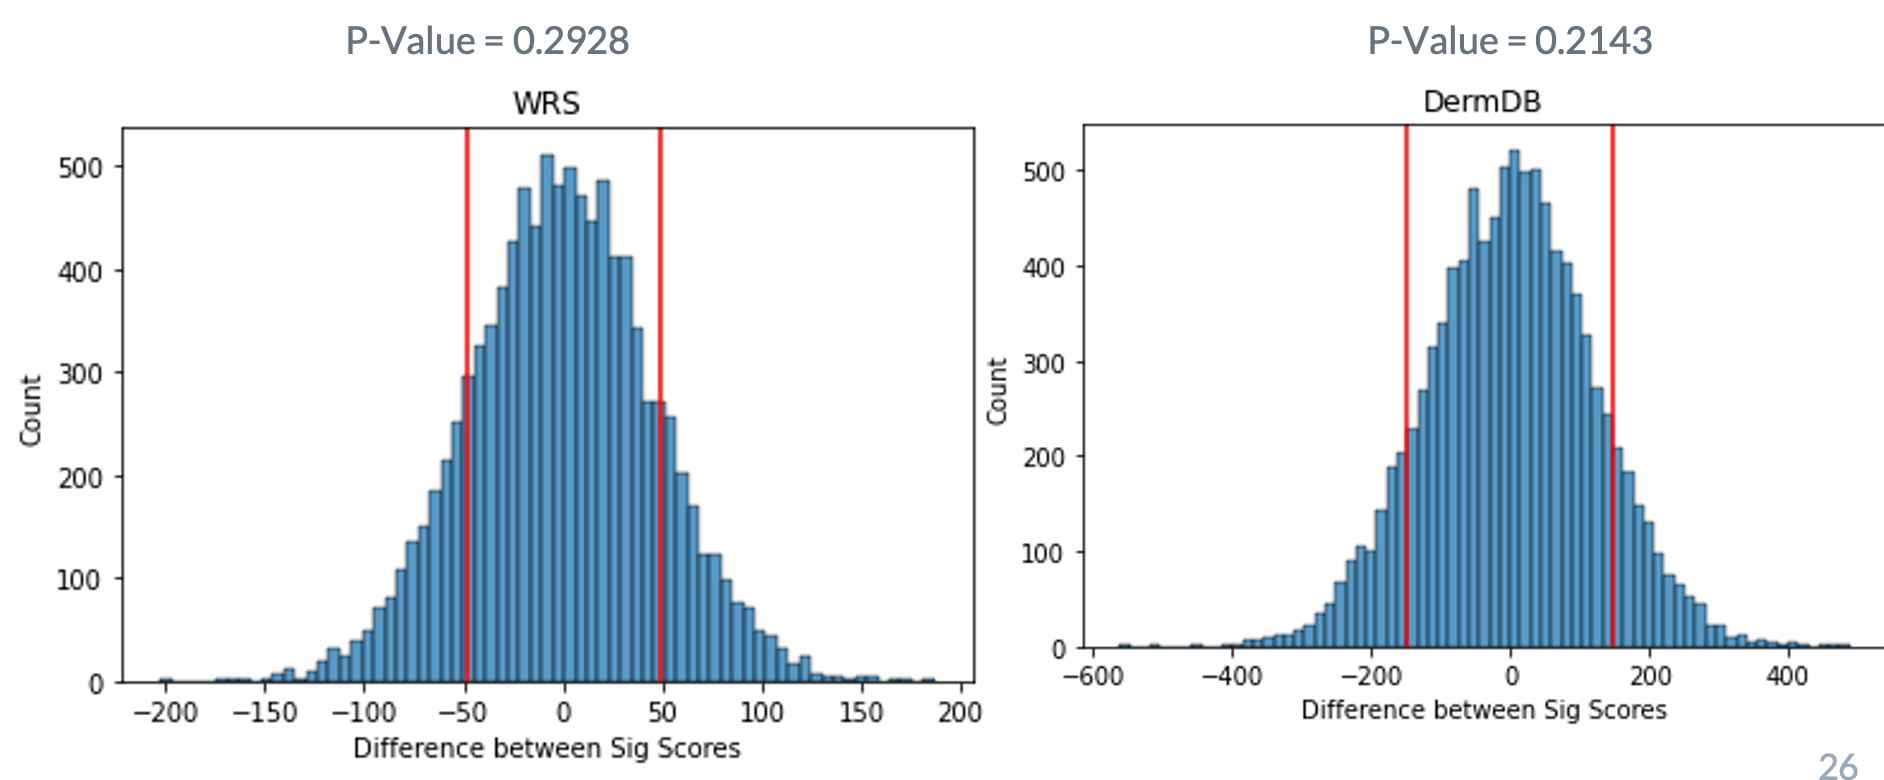 P-Value = 0.2928
WRS
500
400
300
200
100
0
Count
−200 −150 −100 −50 0 50 100 150 200
Difference between Sig Scores
P-Value = 0.2143
DermDB
500
400
300
200
100
0
Count
−600 −400 −200 0 200 400
Difference between Sig Scores
26